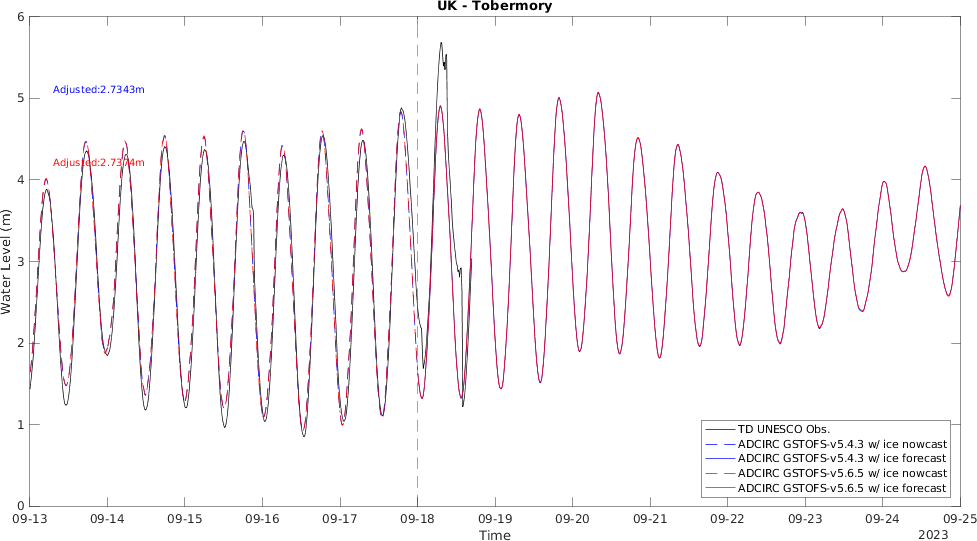 UK - Tobermory
6
5
4
3
2
1
0
Water Level (m)
Adjusted:2.7343m
Adjusted:2.7374m
TD UNESCO Obs.
ADCIRC GSTOFS-v5.4.3 w/ ice nowcast
ADCIRC GSTOFS-v5.4.3 w/ ice forecast
ADCIRC GSTOFS-v5.6.5 w/ ice nowcast
ADCIRC GSTOFS-v5.6.5 w/ ice forecast
09-13 09-14 09-15 09-16 09-17 09-18 09-19 09-20 09-21 09-22 09-23 09-24 09-25
Time
2023